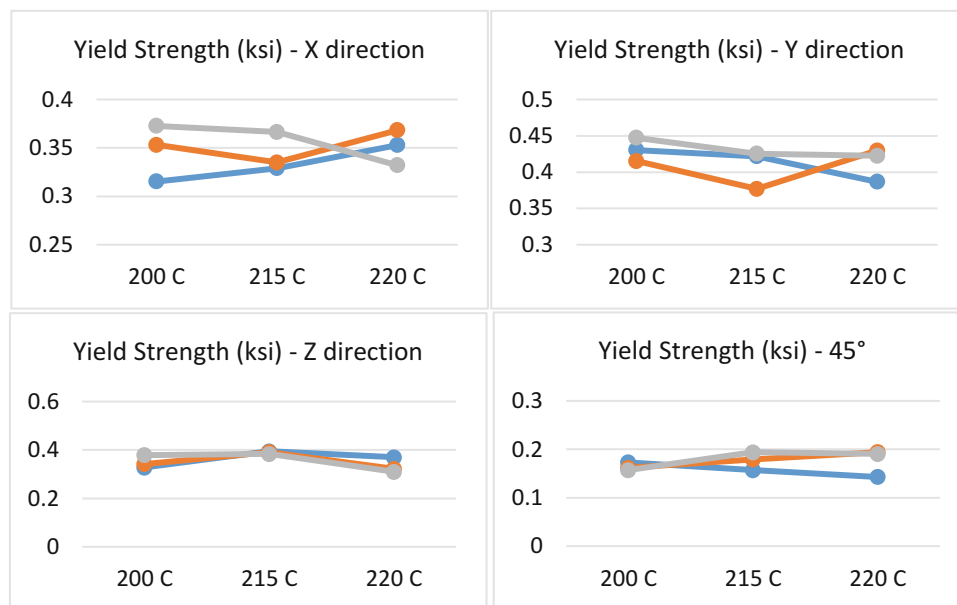 Yield Strength (ksi) - X direction
0.4
0.35
0.3
0.25
200 C 215 C 220 C
Yield Strength (ksi) - Y direction
0.5
0.45
0.4
0.35
0.3
200 C 215 C 220 C
Yield Strength (ksi) - Z direction
0.6
0.4
0.2
0
200 C 215 C 220 C
Yield Strength (ksi) - 45°
0.3
0.2
0.1
0
200 C 215 C 220 C